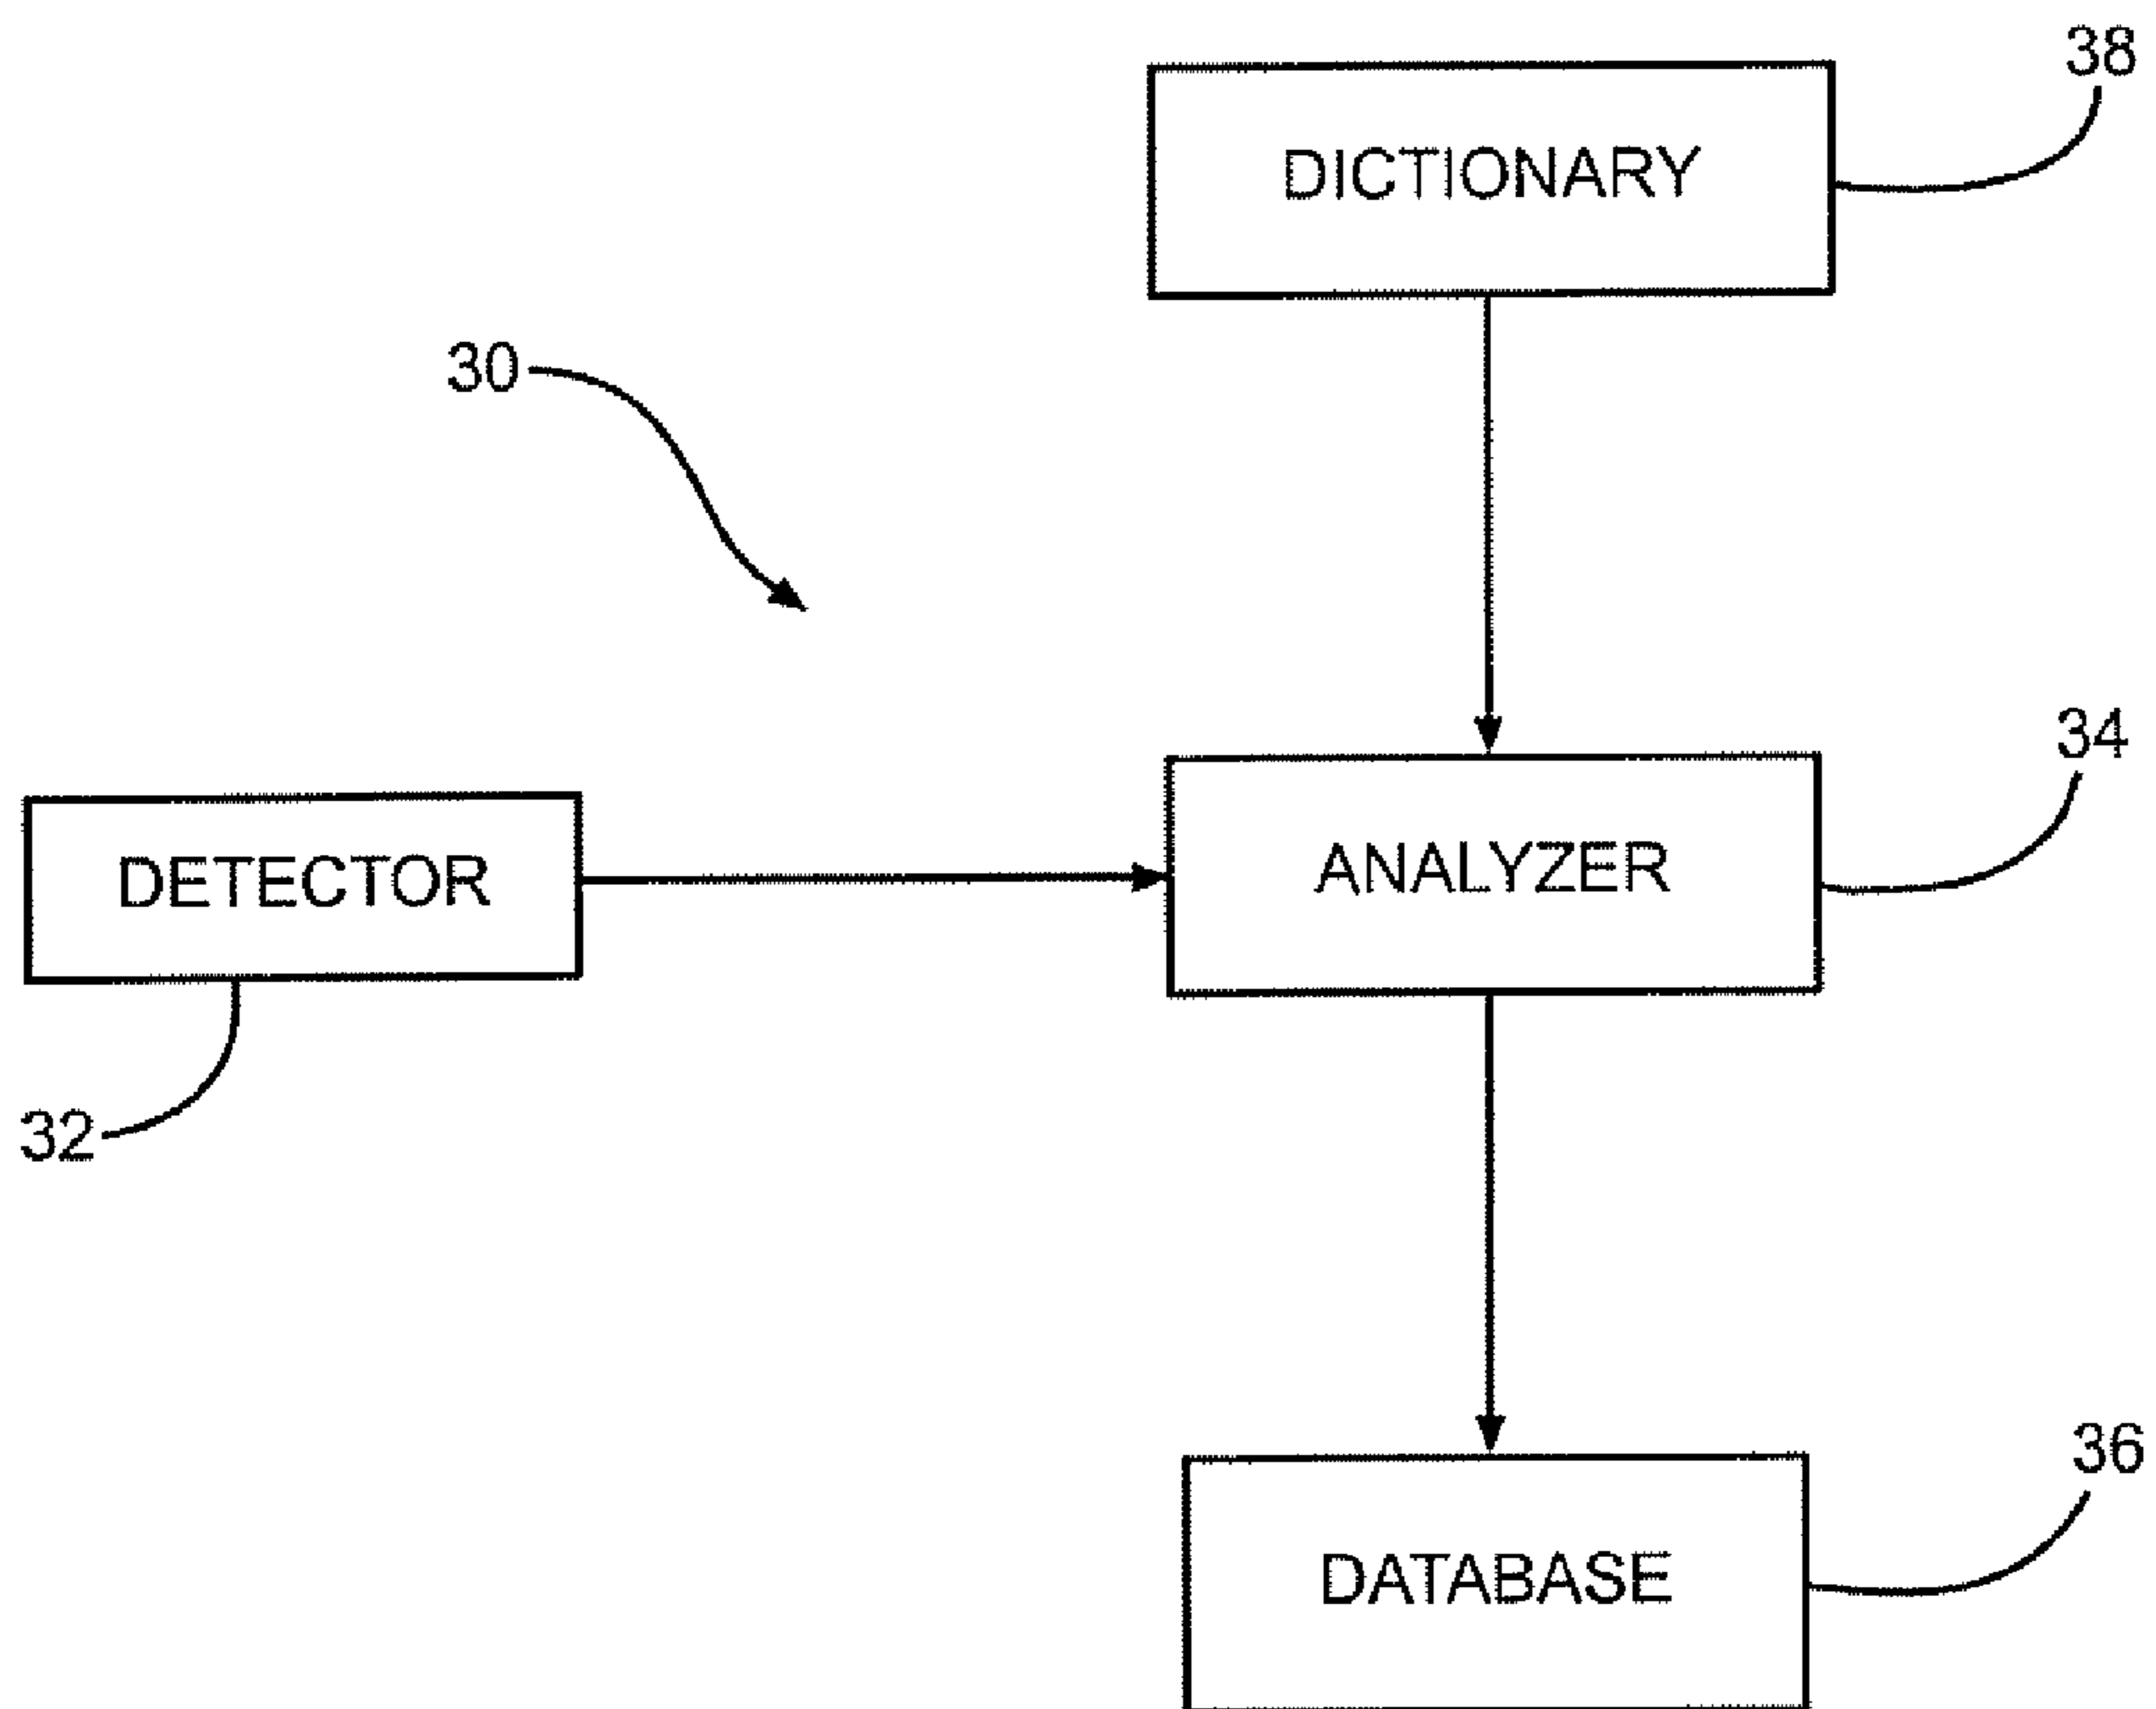 38
DICTIONARY
30
34
DETECTOR
ANALYZER
32
36
DATABASE